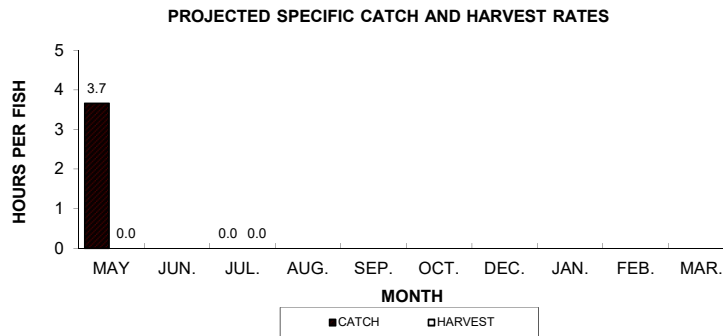 PROJECTED SPECIFIC CATCH AND HARVEST RATES
HOURS PER FISH
5
4
3
2
1
0
3.7
0.0
0.0 0.0
MAY JUN. JUL. AUG. SEP. OCT. DEC. JAN. FEB. MAR.
MONTH
CATCH HARVEST